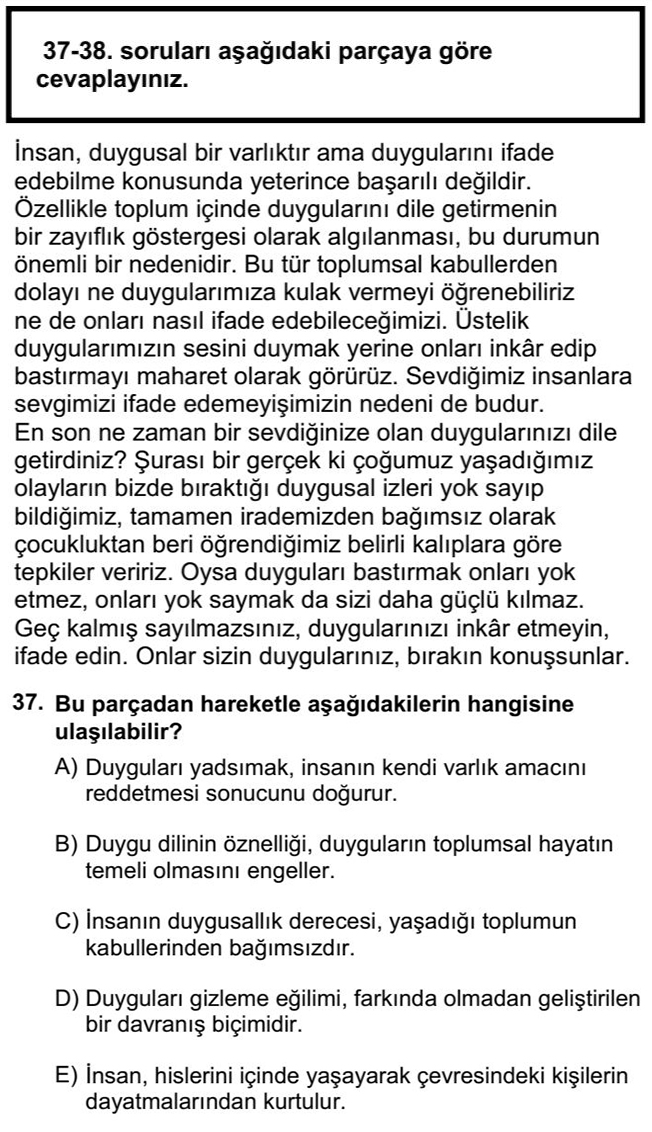 37-38. soruları aşağıdaki parçaya göre
cevaplayınız.
İnsan, duygusal bir varlıktır ama duygularını ifade
edebilme konusunda yeterince başarılı değildir.
Özellikle toplum içinde duygularını dile getirmenin
bir zayıflık göstergesi olarak algılanması, bu durumun
önemli bir nedenidir. Bu tür toplumsal kabullerden
dolayı ne duygularımıza kulak vermeyi öğrenebiliriz
ne de onları nasıl ifade edebileceğimizi. Üstelik
duygularımızın sesini duymak yerine onları inkâr edip
bastırmayı maharet olarak görürüz. Sevdiğimiz insanlara
sevgimizi ifade edemeyişimizin nedeni de budur.
En son ne zaman bir sevdiğinize olan duygularınızı dile
getirdiniz? Şurası bir gerçek ki çoğumuz yaşadığımız
olayların bizde bıraktığı duygusal izleri yok sayıp
bildiğimiz, tamamen irademizden bağımsız olarak
çocukluktan beri öğrendiğimiz belirli kalıplara göre
tepkiler veririz. Oysa duyguları bastırmak onları yok
etmez, onları yok saymak da sizi daha güçlü kılmaz.
Geç kalmış sayılmazsınız, duygularınızı inkâr etmeyin,
ifade edin. Onlar sizin duygularınız, bırakın konuşsunlar.
37. Bu parçadan hareketle aşağıdakilerin hangisine
ulaşılabilir?
A) Duyguları yadsımak, insanın kendi varlık amacını
reddetmesi sonucunu doğurur.
B) Duygu dilinin öznelliği, duyguların toplumsal hayatın
temeli olmasını engeller.
C) İnsanın duygusallık derecesi, yaşadığı toplumun
kabullerinden bağımsızdır.
D) Duyguları gizleme eğilimi, farkında olmadan geliştirilen
bir davranış biçimidir.
E) İnsan, hislerini içinde yaşayarak çevresindeki kişilerin
dayatmalarından kurtulur.